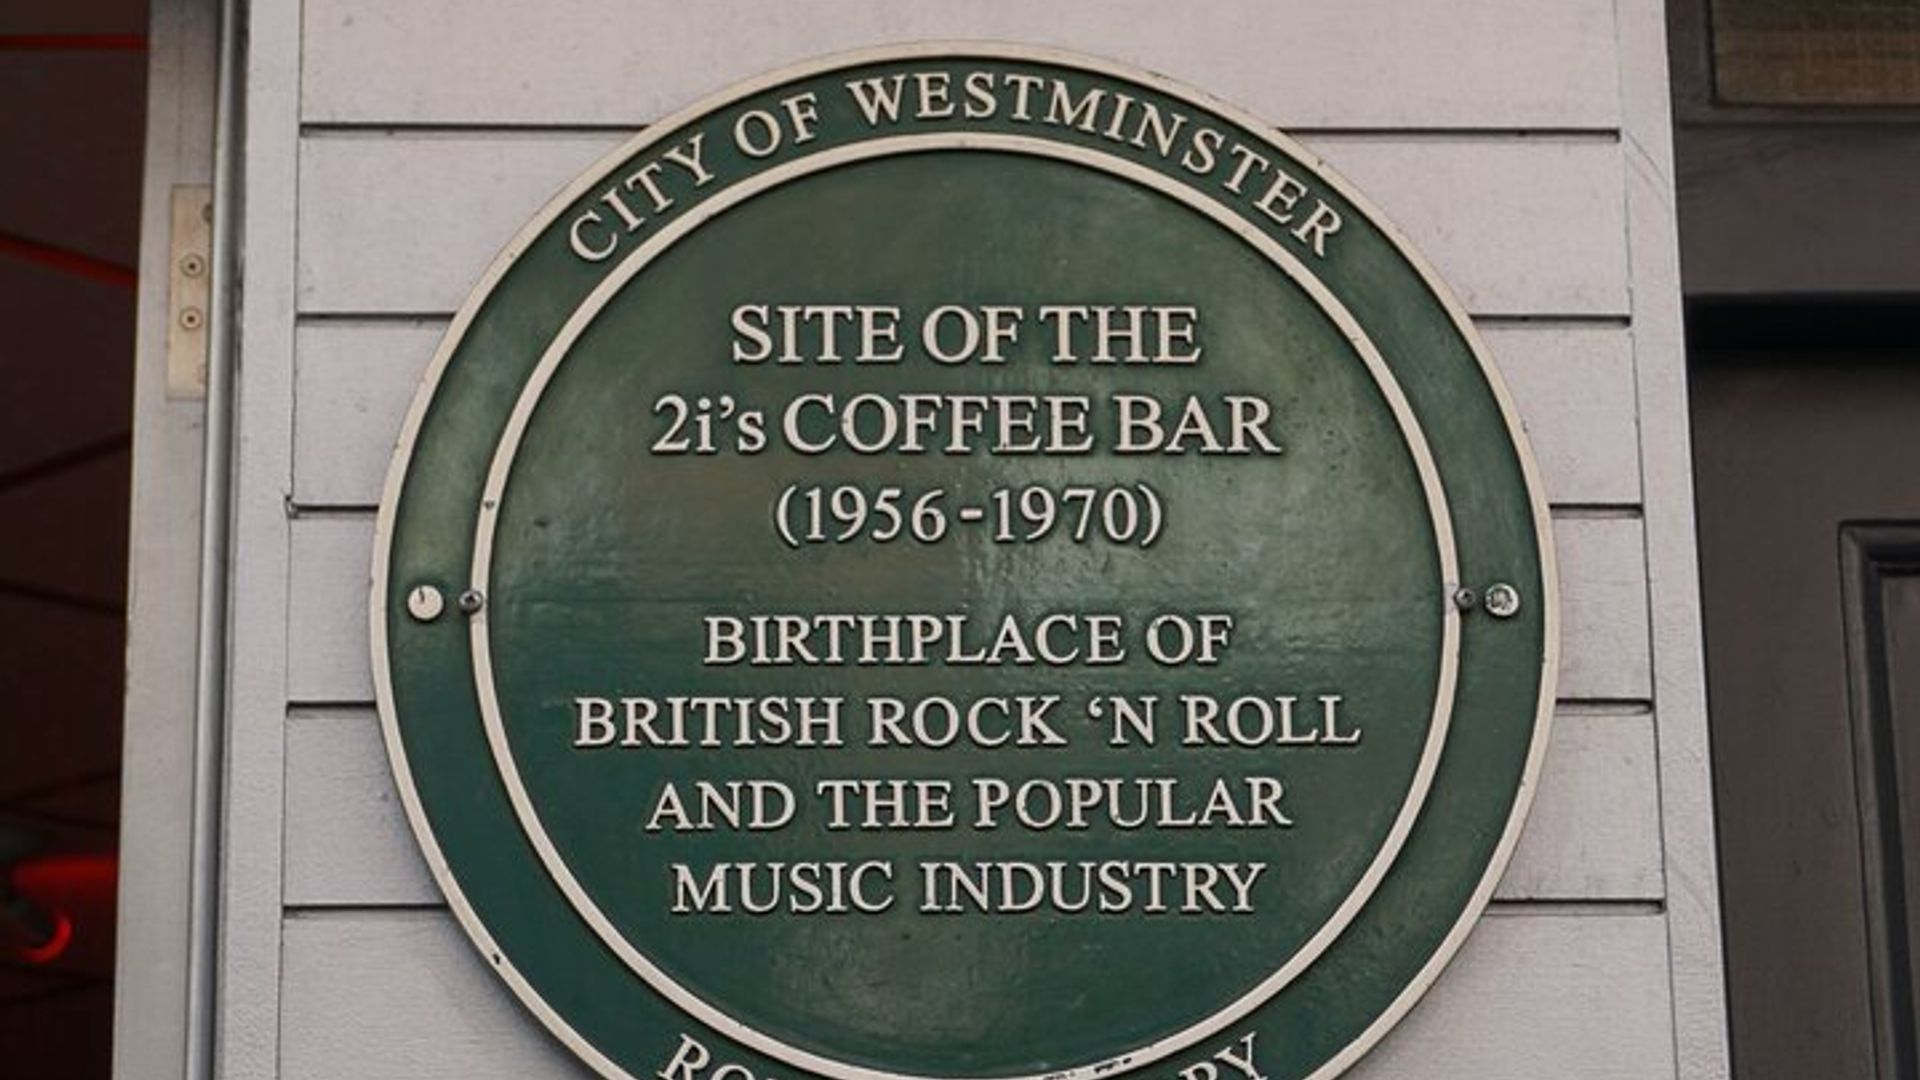 CITY OF WESTMINSTER
SITE OF THE
2i's COFFEE BAR
(1956-1970)
BIRTHPLACE OF
BRITISH ROCK 'N ROLL
AND THE POPULAR
MUSIC INDUSTRY